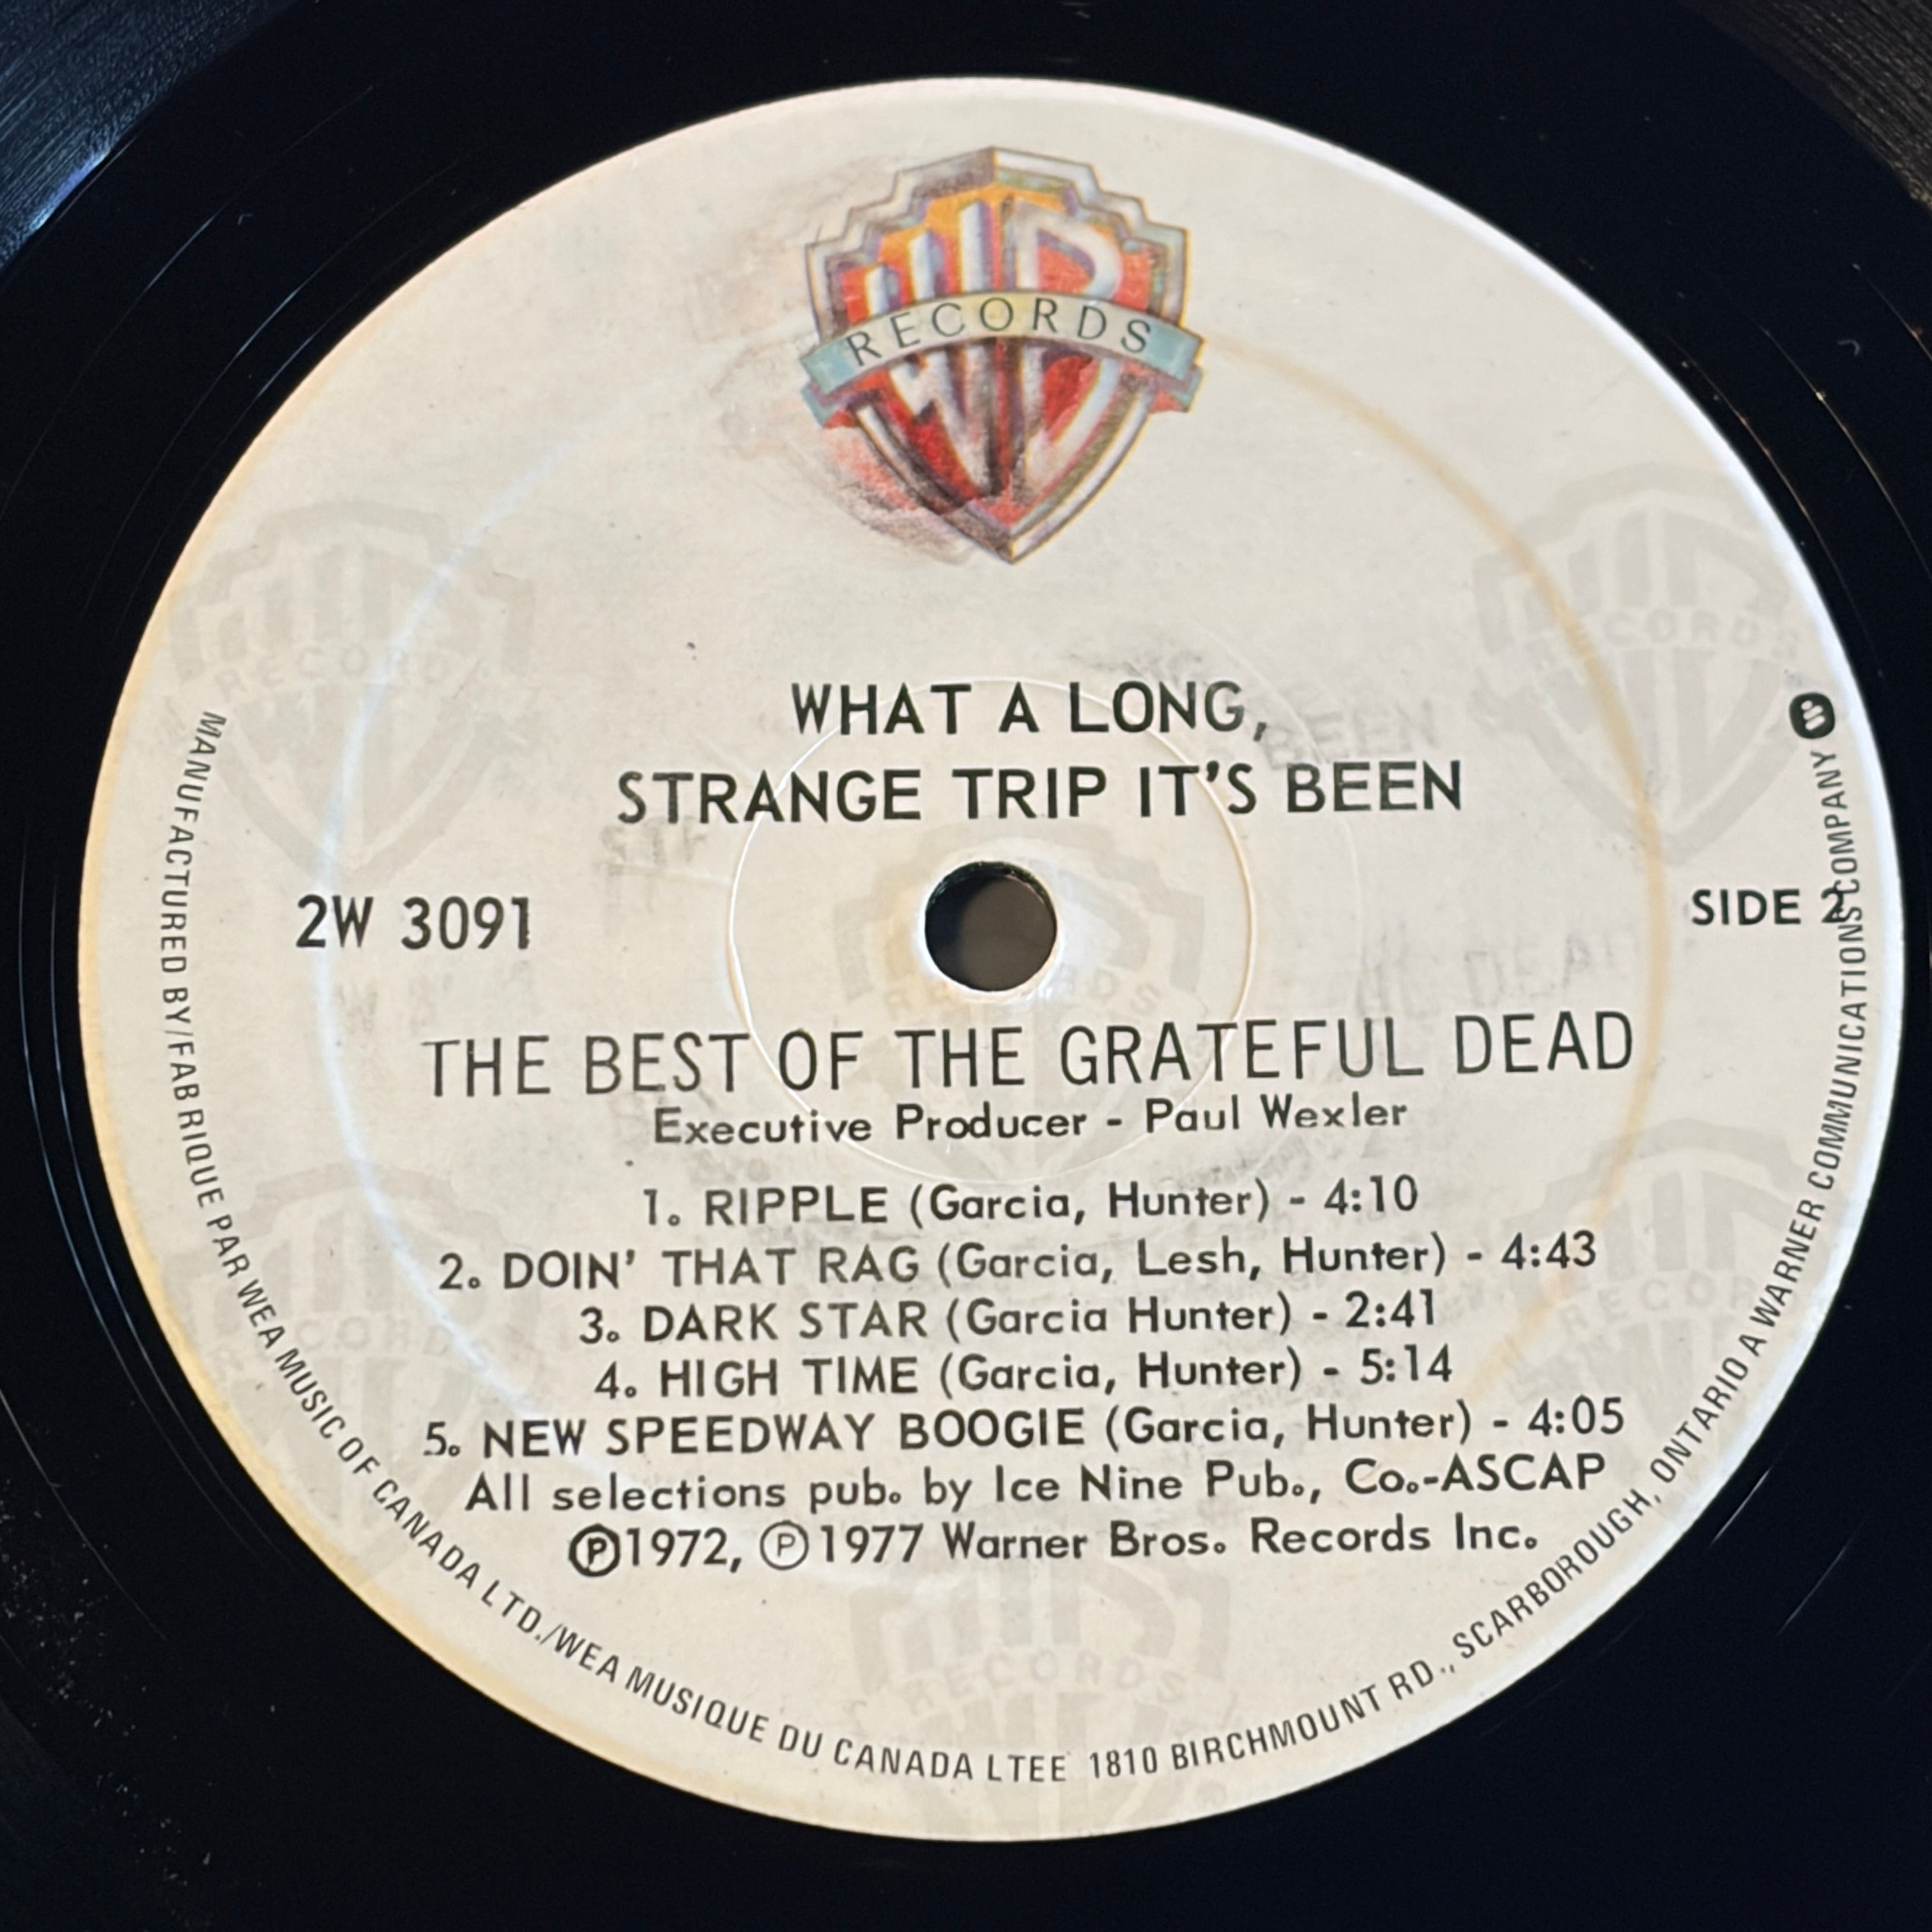 WB
RECORDS
WHAT A LONG,
STRANGE TRIP IT'S BEEN
2W 3091
SIDE 2
THE BEST OF THE GRATEFUL DEAD
Executive Producer - Paul Wexler
1. RIPPLE (Garcia, Hunter) - 4:10
2. DOIN' THAT RAG (Garcia, Lesh, Hunter) - 4:43
3. DARK STAR (Garcia Hunter) - 2:41
4. HIGH TIME (Garcia, Hunter) - 5:14
5. NEW SPEEDWAY BOOGIE (Garcia, Hunter) - 4:05
All selections pub. by Ice Nine Pub., Co.-ASCAP
℗1972, ℗1977 Warner Bros. Records Inc.
MANUFACTURED BY/FABRIQUE PAR WEA MUSIC OF CANADA LTD./WEA MUSIQUE DU CANADA LTEE 1810 BIRCHMOUNT RD., SCARBOROUGH, ONTARIO A WARNER COMMUNICATIONS COMPANY